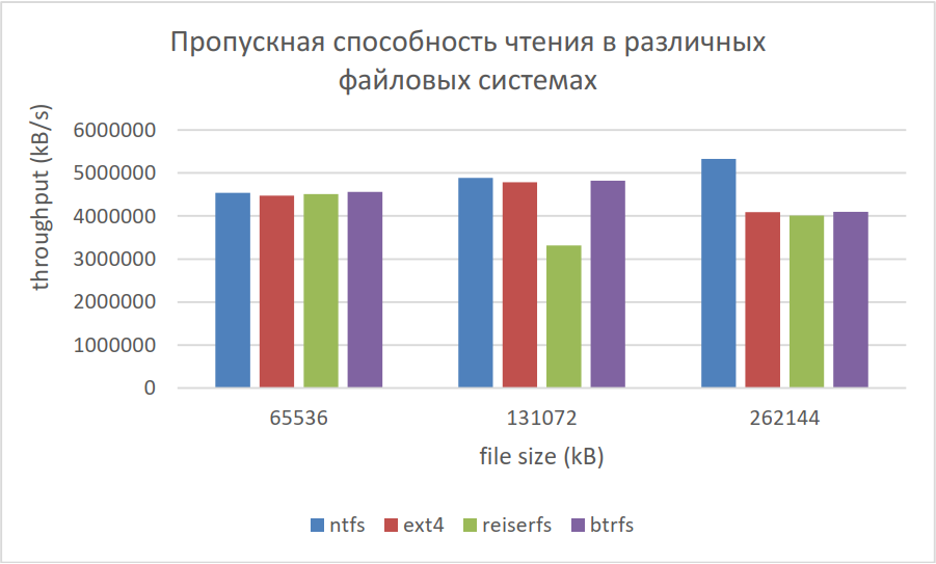 Пропускная способность чтения в различных
файловых системах
throughput (kB/s)
6000000
5000000
4000000
3000000
2000000
1000000
0
65536 131072 262144
file size (kB)
ntfs ext4 reiserfs btrfs